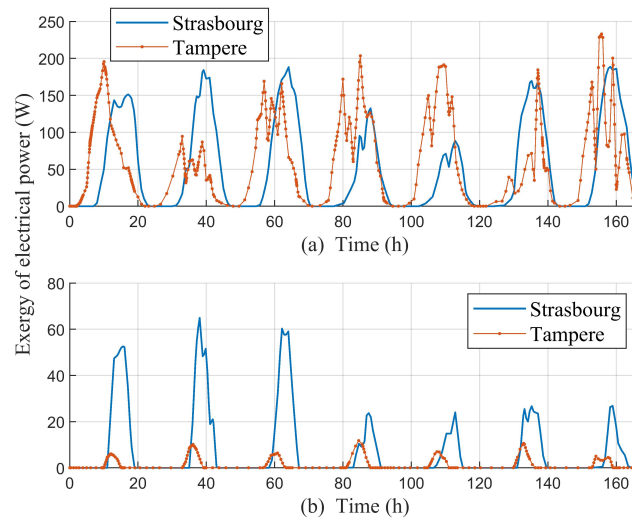 Strasbourg
Tampere
250
200
150
100
50
0
0 20 40 60 80 100 120 140 160
(a) Time (h)
Exergy of electrical power (W)
80
60
40
20
0
Strasbourg
Tampere
0 20 40 60 80 100 120 140 160
(b) Time (h)